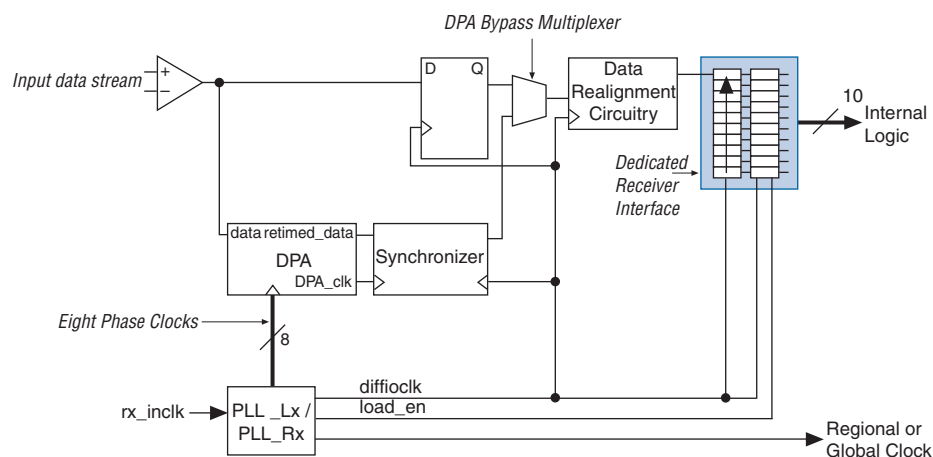 DPA Bypass Multiplexer
Input data stream
+
−
D Q
Data
Realignment
Circuitry
10
Internal
Logic
Dedicated
Receiver
Interface
data retimed_data
DPA
DPA_clk
Synchronizer
Eight Phase Clocks
8
rx_inclk
PLL _Lx /
PLL_Rx
diffioclk
load_en
Regional or
Global Clock